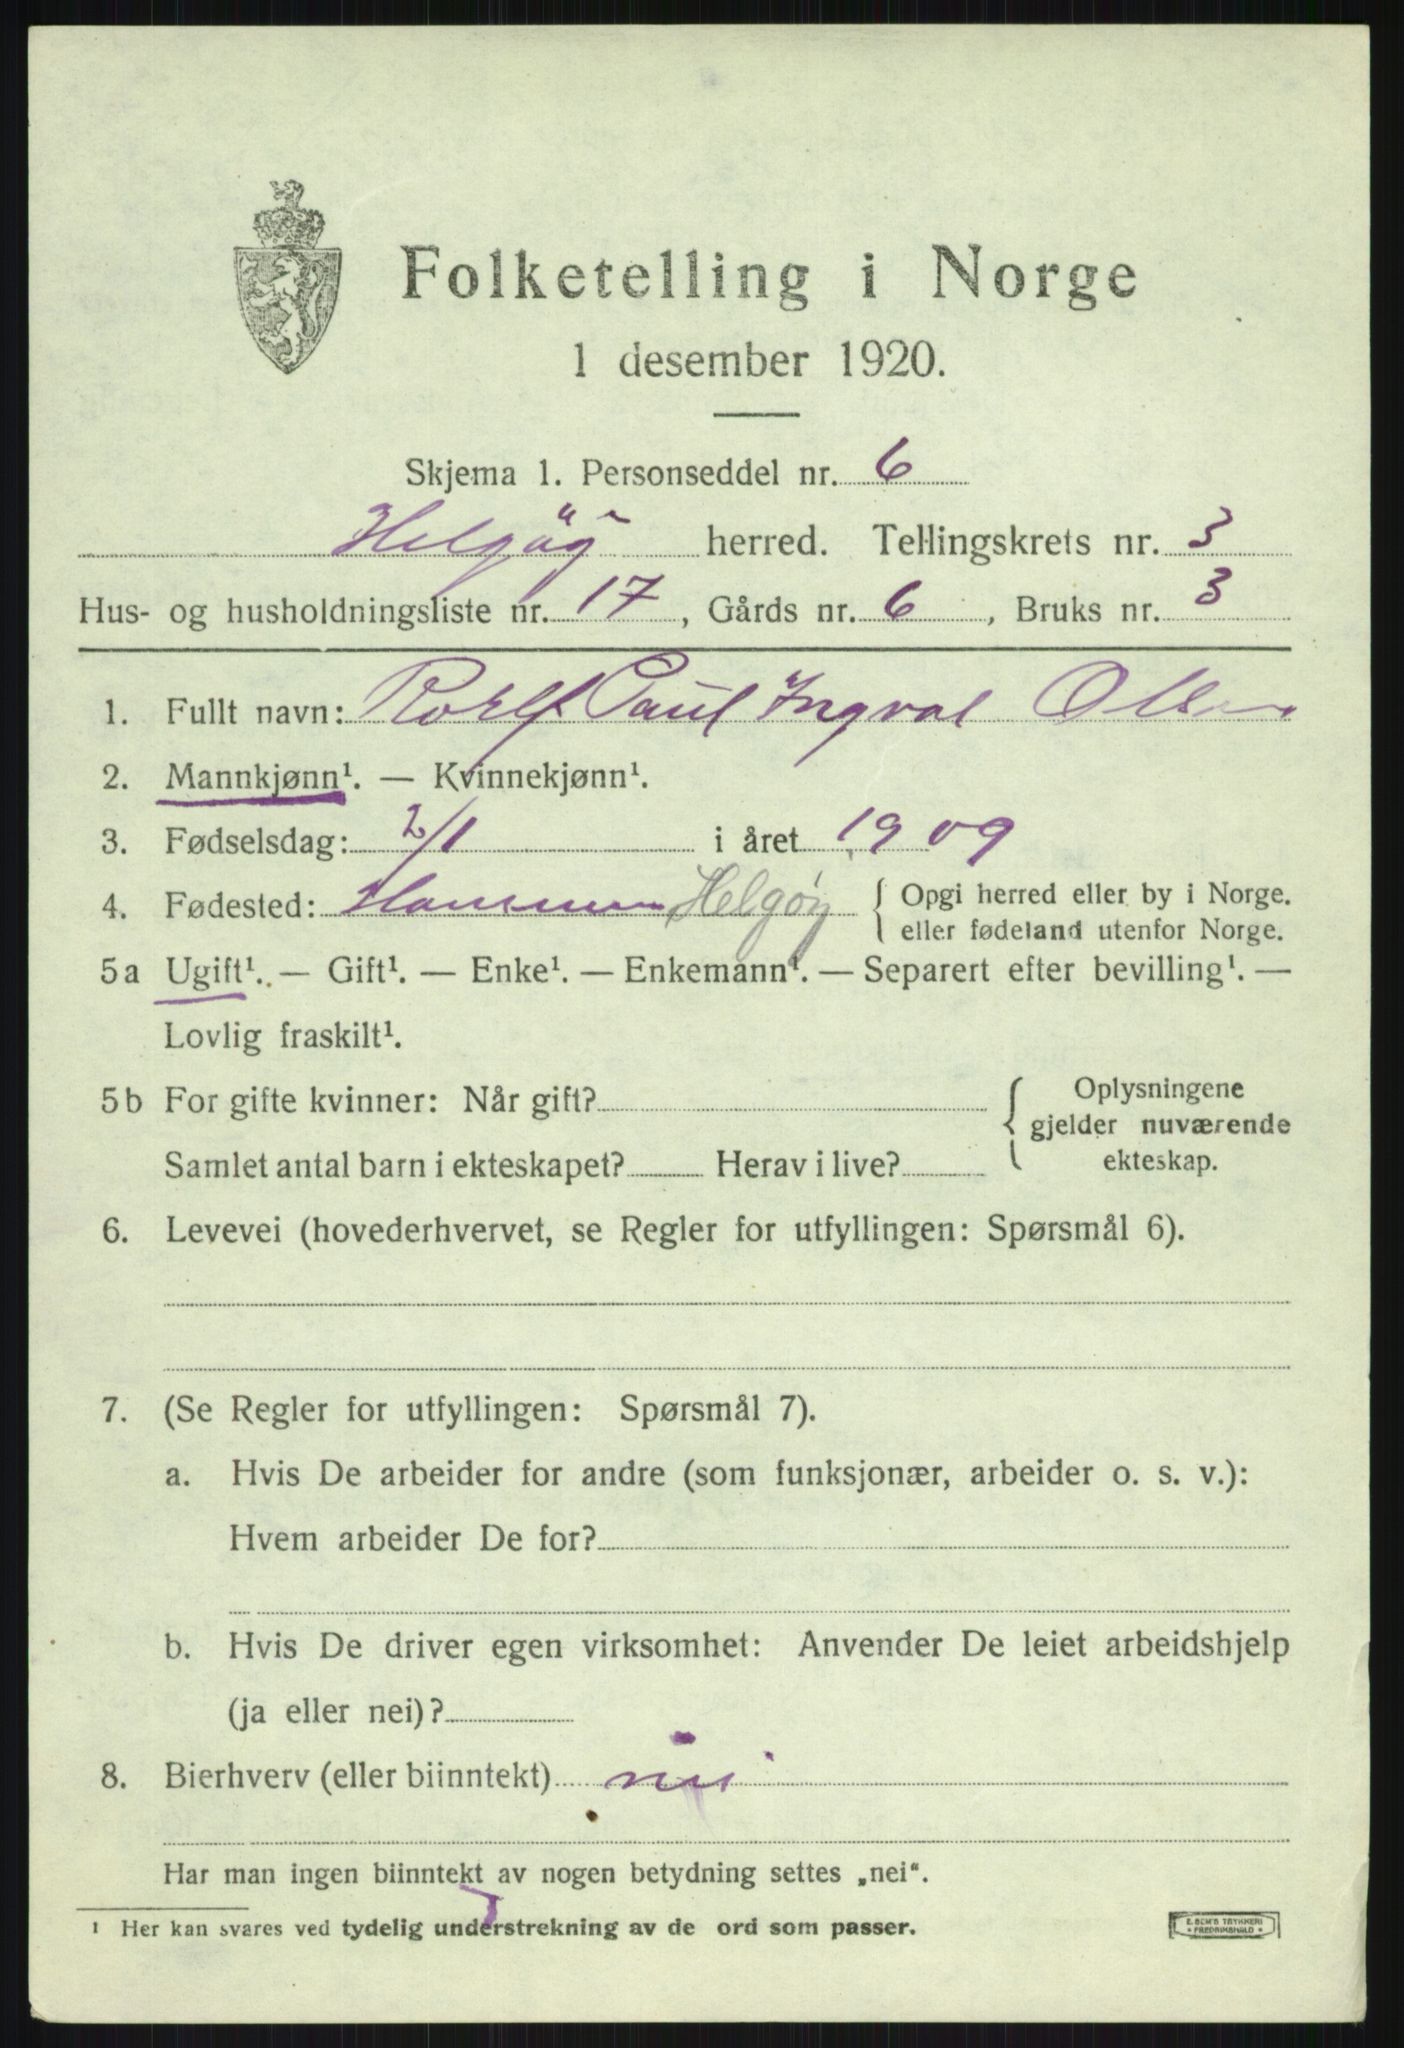 Folketelling i Norge
1 desember 1920.
Skjema 1. Personseddel nr. 6
Helgöy herred. Tellingskrets nr. 3
Hus- og husholdningsliste nr. 17, Gårds nr. 6, Bruks nr. 3
1. Fullt navn: Rolf Paul Ingval Olsen
2. Mannkjønn¹. — Kvinnekjønn¹.
3. Fødselsdag: 2/1 i året 1909
4. Fødested: Helgøy { Opgi herred eller by i Norge.
eller fødeland utenfor Norge.
5a Ugift¹. — Gift¹. — Enke¹. — Enkemann¹. — Separert efter bevilling¹. —
Lovlig fraskilt¹.
5b For gifte kvinner: Når gift? { Oplysningene
gjelder nuværende
Samlet antal barn i ekteskapet? Herav i live? ekteskap.
6. Levevei (hovederhvervet, se Regler for utfyllingen: Spørsmål 6).
7. (Se Regler for utfyllingen: Spørsmål 7).
a. Hvis De arbeider for andre (som funksjonær, arbeider o. s. v.):
Hvem arbeider De for?
b. Hvis De driver egen virksomhet: Anvender De leiet arbeidshjelp
(ja eller nei)?
8. Bierhverv (eller biinntekt) nei
Har man ingen biinntekt av nogen betydning settes „nei“.
¹ Her kan svares ved tydelig understrekning av de ord som passer.
E. SEM'S TRYKKERI
FREDRIKSHALD